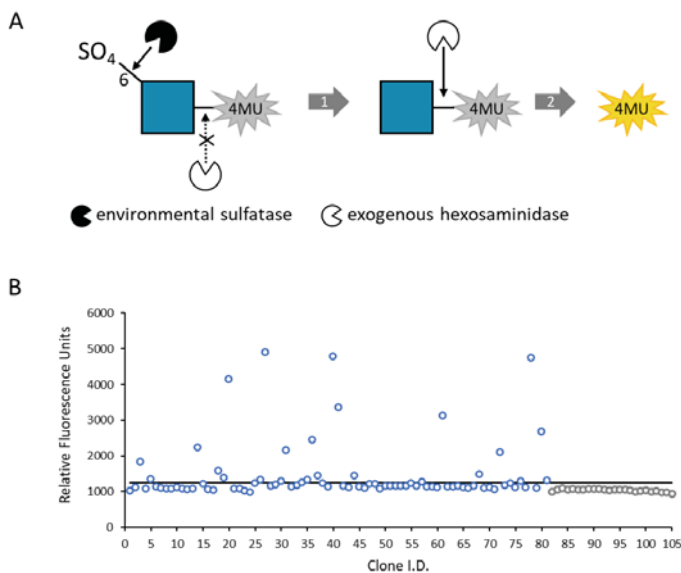 A
SO4
6
4MU
1
4MU
2
4MU
environmental sulfatase
exogenous hexosaminidase
B
Relative Fluorescence Units
6000
5000
4000
3000
2000
1000
0
0 5 10 15 20 25 30 35 40 45 50 55 60 65 70 75 80 85 90 95 100 105
Clone I.D.